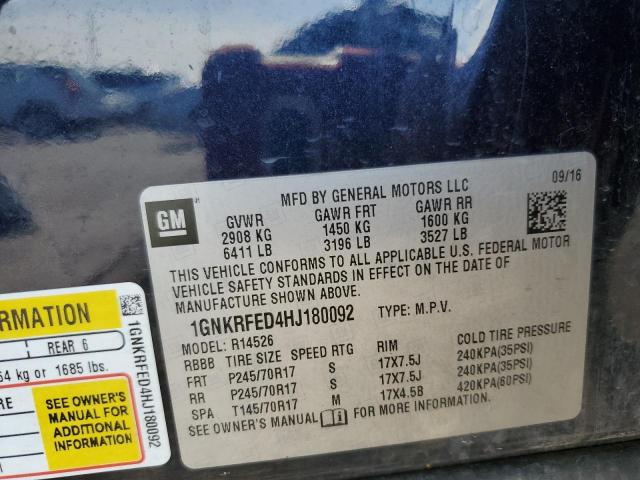 MFD BY GENERAL MOTORS LLC 09/16
GM
GVWR GAWR FRT GAWR RR
2908 KG 1450 KG 1600 KG
6411 LB 3196 LB 3527 LB
THIS VEHICLE CONFORMS TO ALL APPLICABLE U.S. FEDERAL MOTOR
VEHICLE SAFETY STANDARDS IN EFFECT ON THE DATE OF
MANUFACTURE SHOWN ABOVE.
1GNKRFED4HJ180092 TYPE: M.P.V.
MODEL: R14526
RBBB TIRE SIZE SPEED RTG RIM COLD TIRE PRESSURE
FRT P245/70R17 S 17X7.5J 240KPA(35PSI)
RR P245/70R17 S 17X7.5J 240KPA(35PSI)
SPA T145/70R17 M 17X4.5B 420KPA(60PSI)
SEE OWNER'S MANUAL FOR MORE INFORMATION.
REAR 6
kg or 1685 lbs.
SEE OWNER'S
MANUAL FOR
ADDITIONAL
INFORMATION
1GNKRFED4HJ180092